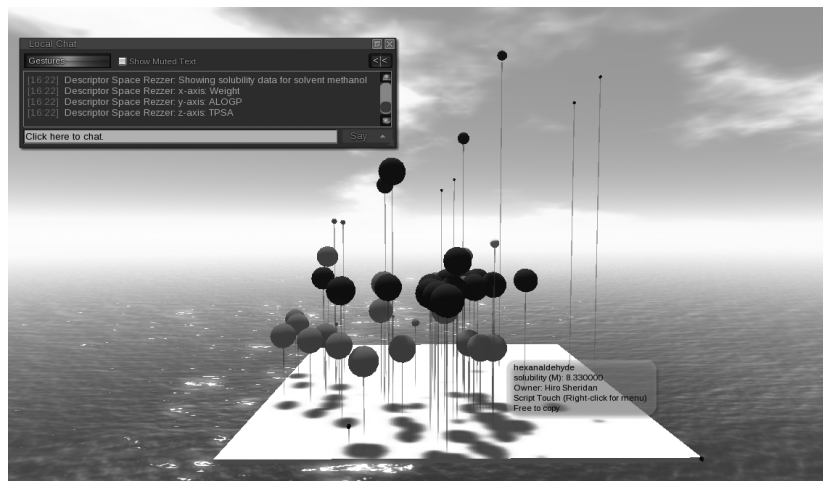 Local Chat
Gestures Show Muted Text <|<
[16:22] Descriptor Space Rezzer: Showing solubility data for solvent methanol
[16:22] Descriptor Space Rezzer: x-axis: Weight
[16:22] Descriptor Space Rezzer: y-axis: ALOGP
[16:22] Descriptor Space Rezzer: z-axis: TPSA
Click here to chat. Say
hexanaldehyde
solubility (M): 8.330000
Owner: Hiro Sheridan
Script Touch (Right-click for menu)
Free to copy